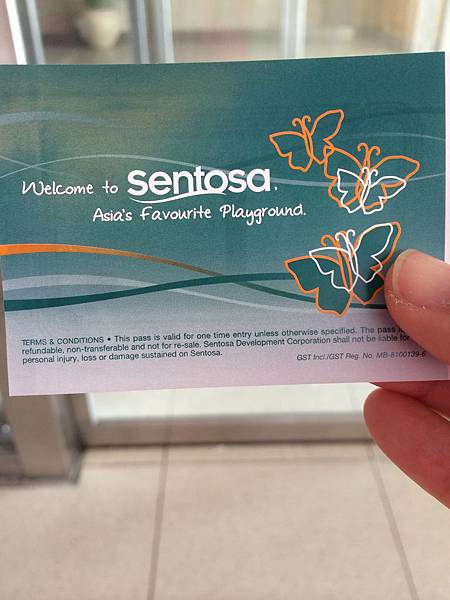 Welcome to sentosa,
Asia's Favourite Playground.
TERMS & CONDITIONS • This pass is valid for one time entry unless otherwise specified. The pass
refundable, non-transferable and not for re-sale. Sentosa Development Corporation shall not be liable for
personal injury, loss or damage sustained on Sentosa.
GST Incl./GST Reg. No. MB-8100139-6